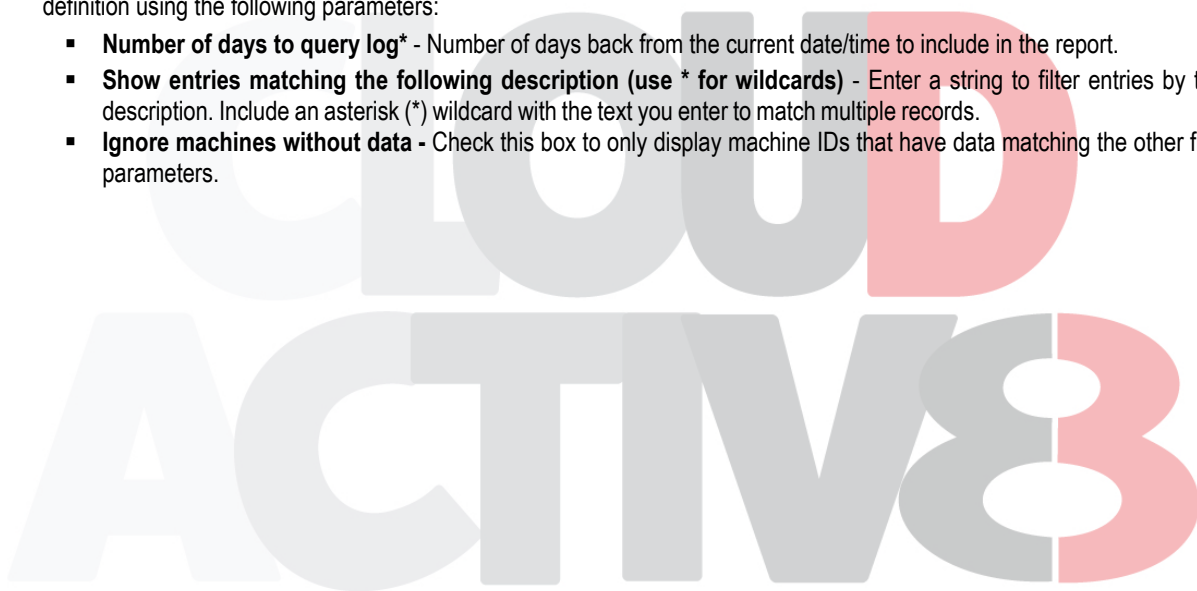 definition using the following parameters:
▪ Number of days to query log* - Number of days back from the current date/time to include in the report.
▪ Show entries matching the following description (use * for wildcards) - Enter a string to filter entries by
description. Include an asterisk (*) wildcard with the text you enter to match multiple records.
▪ Ignore machines without data - Check this box to only display machine IDs that have data matching the other
parameters.
CLOUD
ACTIV8